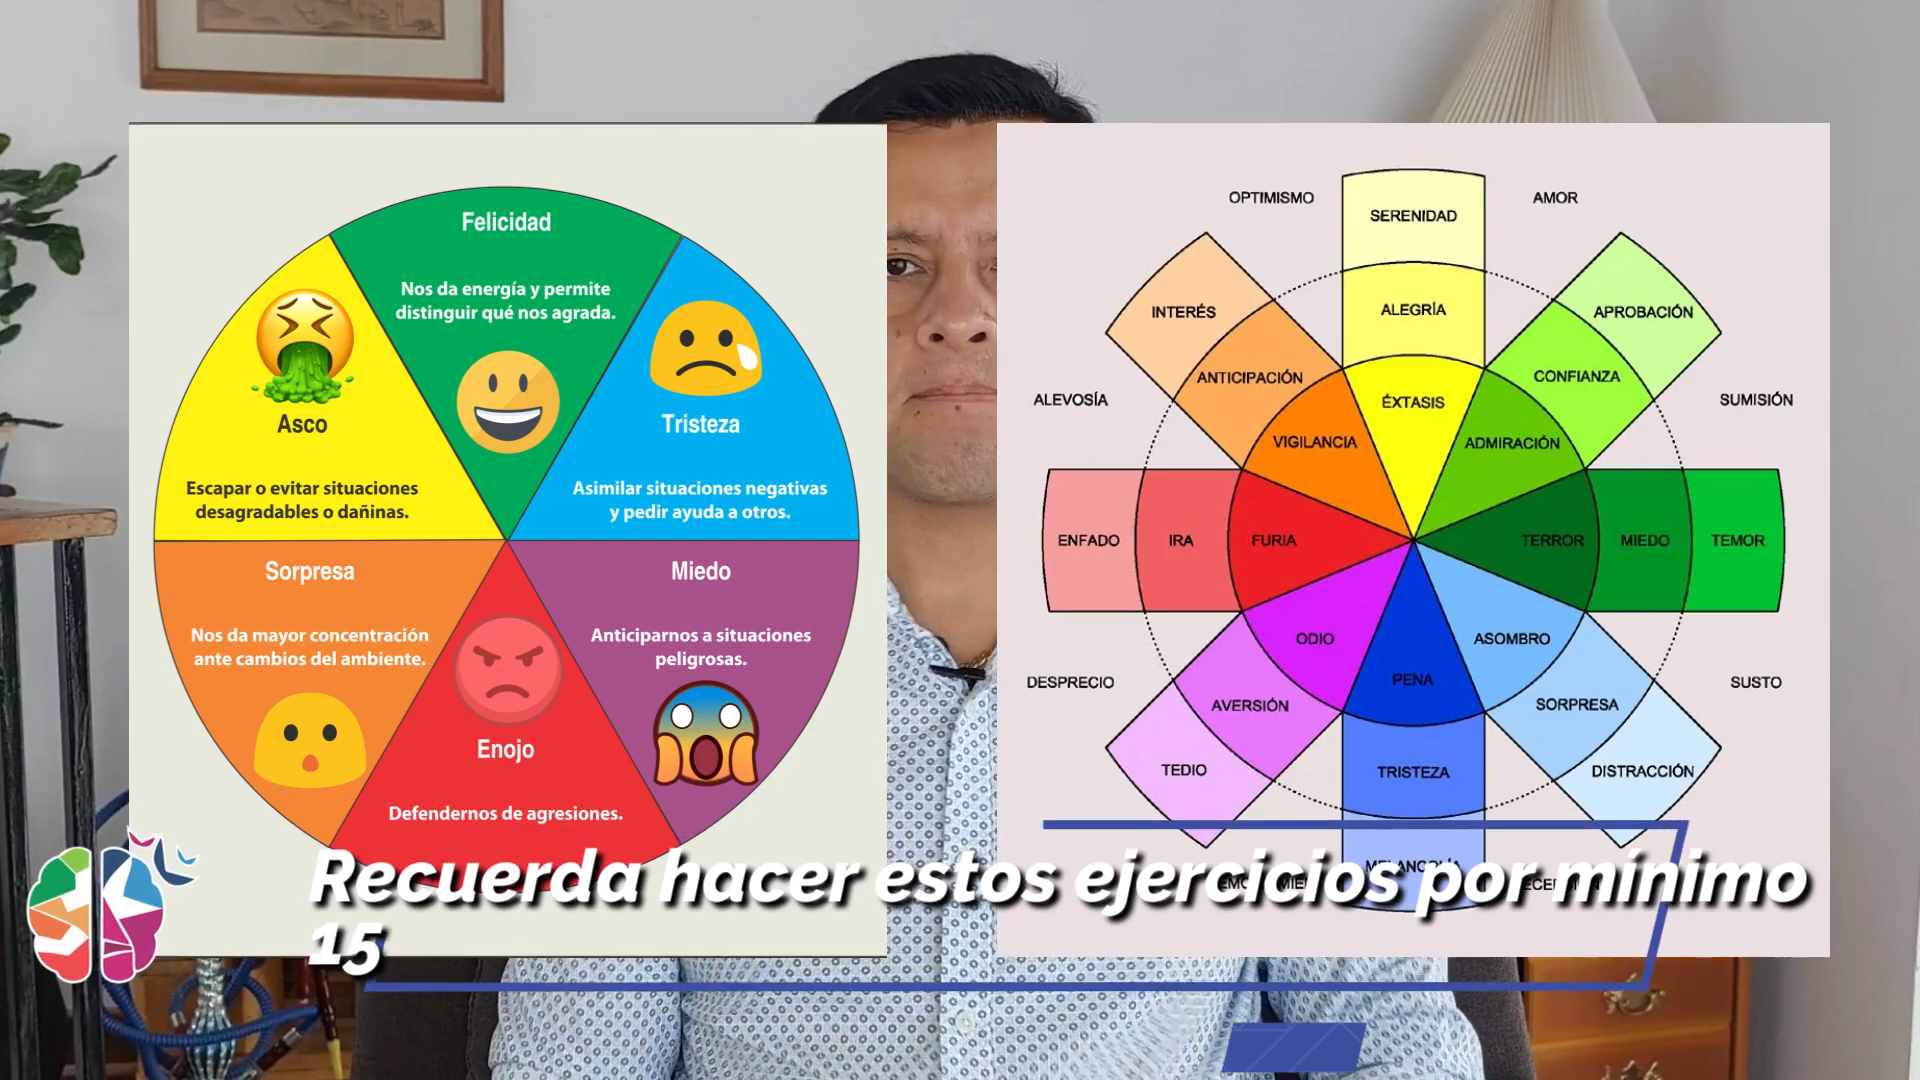 Felicidad
Nos da energía y permite
distinguir qué nos agrada.
Asco
Escapar o evitar situaciones
desagradables o dañinas.
Tristeza
Asimilar situaciones negativas
y pedir ayuda a otros.
Sorpresa
Nos da mayor concentración
ante cambios del ambiente.
Miedo
Anticiparnos a situaciones
peligrosas.
Enojo
Defendernos de agresiones.
OPTIMISMO
SERENIDAD
AMOR
INTERÉS
ALEGRÍA
APROBACIÓN
ANTICIPACIÓN
CONFIANZA
ALEVOSÍA
ÉXTASIS
SUMISIÓN
VIGILANCIA
ADMIRACIÓN
ENFADO
IRA
FURIA
TERROR
MIEDO
TEMOR
ODIO
ASOMBRO
DESPRECIO
PENA
SUSTO
AVERSIÓN
SORPRESA
TEDIO
TRISTEZA
DISTRACCIÓN
MELANCOLÍA
Recuerda hacer estos ejercicios por mínimo
15